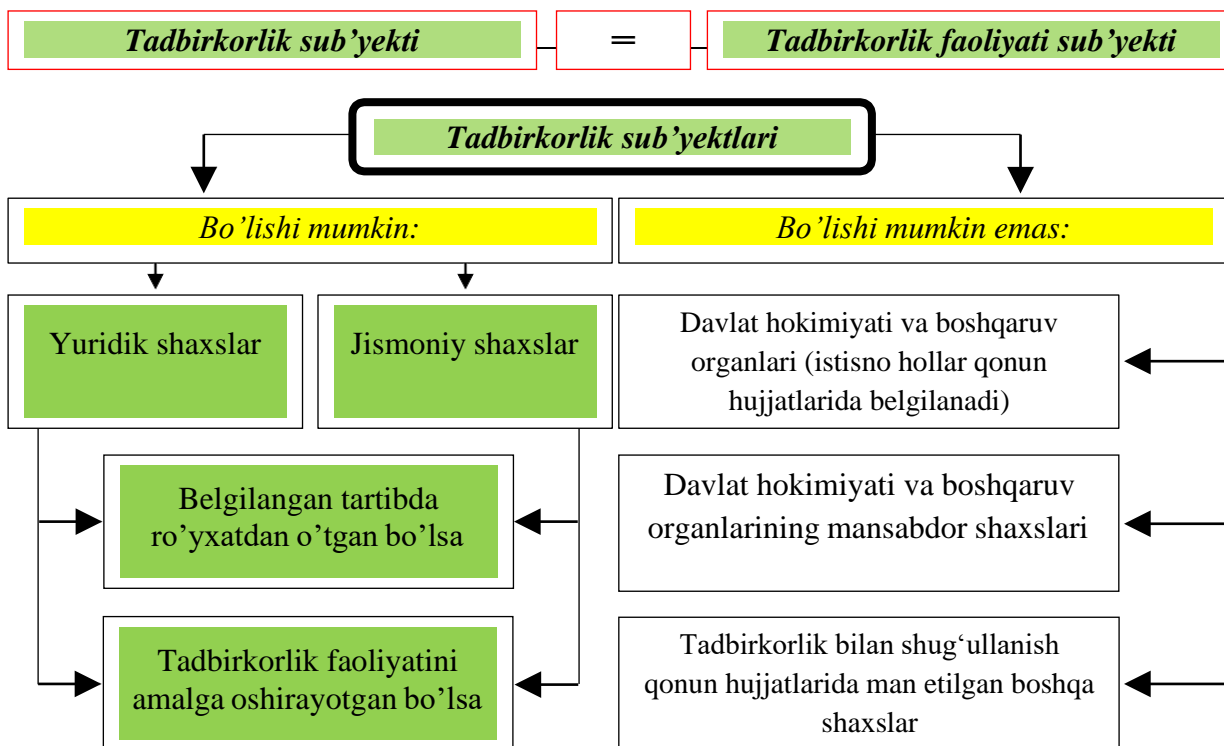 Tadbirkorlik sub’yekti
=
Tadbirkorlik faoliyati sub’yekti
Tadbirkorlik sub’yektlari
Bo’lishi mumkin:
Bo’lishi mumkin emas:
Yuridik shaxslar
Jismoniy shaxslar
Davlat hokimiyati va boshqaruv
organlari (istisno hollar qonun
hujjatlarida belgilanadi)
Belgilangan tartibda
ro’yxatdan o’tgan bo’lsa
Davlat hokimiyati va boshqaruv
organlarining mansabdor shaxslari
Tadbirkorlik faoliyatini
amalga oshirayotgan bo’lsa
Tadbirkorlik bilan shug‘ullanish
qonun hujjatlarida man etilgan boshqa
shaxslar